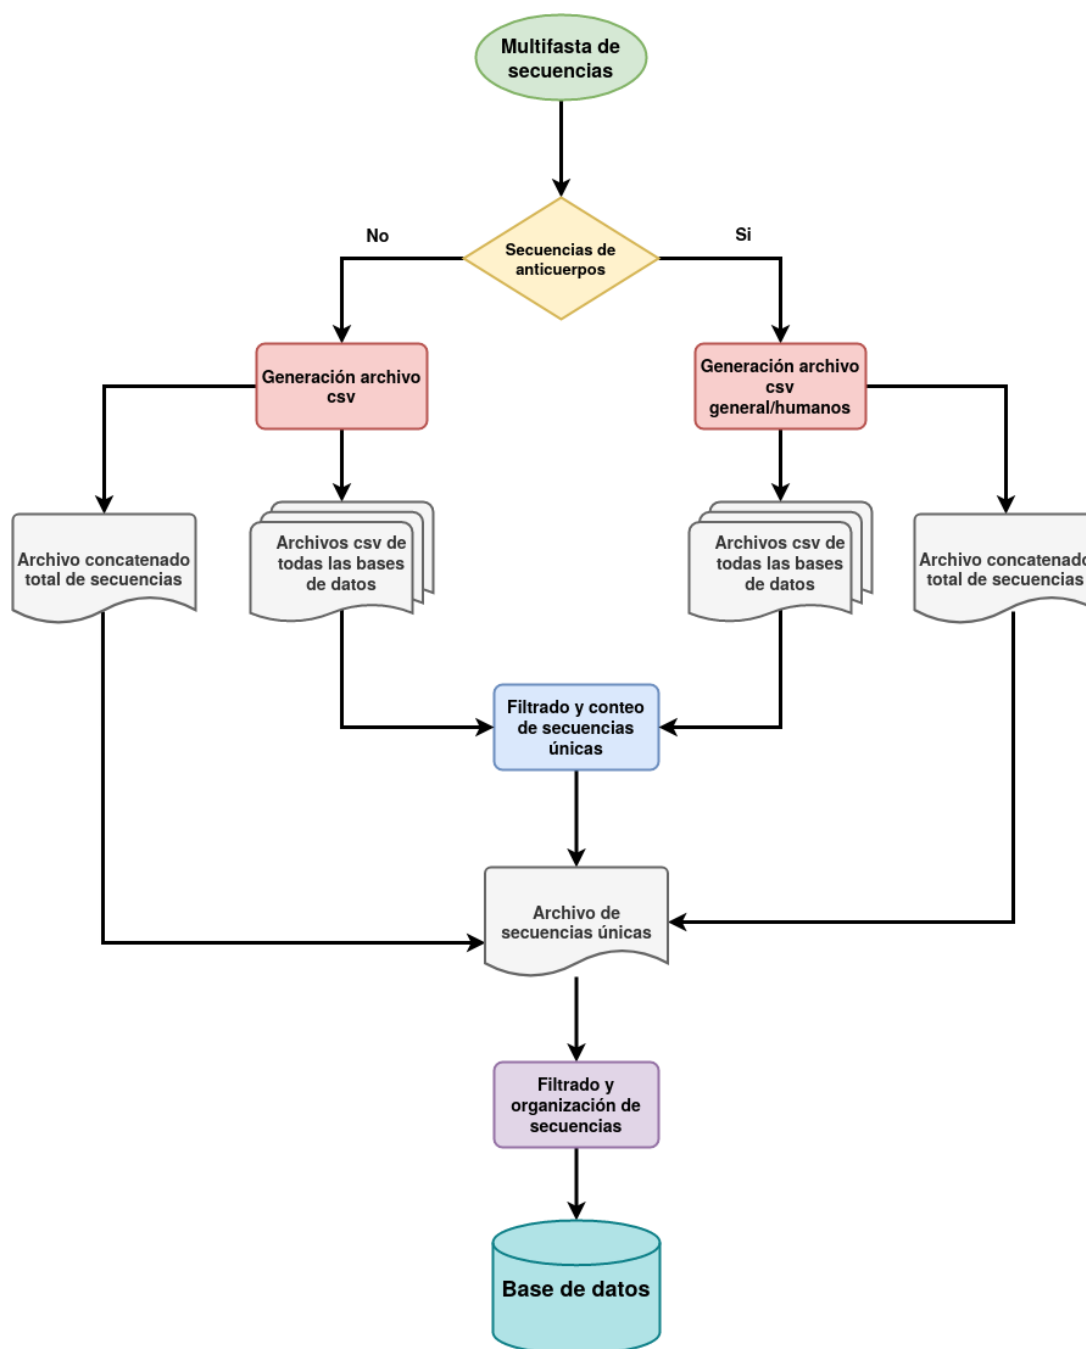 Multifasta de
secuencias
No
Si
Secuencias de
anticuerpos
Generación archivo
csv
Generación archivo
csv
general/humanos
Archivo concatenado
total de secuencias
Archivos csv de
todas las bases
de datos
Archivos csv de
todas las bases
de datos
Archivo concatenado
total de secuencias
Filtrado y conteo
de secuencias
únicas
Archivo de
secuencias únicas
Filtrado y
organización de
secuencias
Base de datos